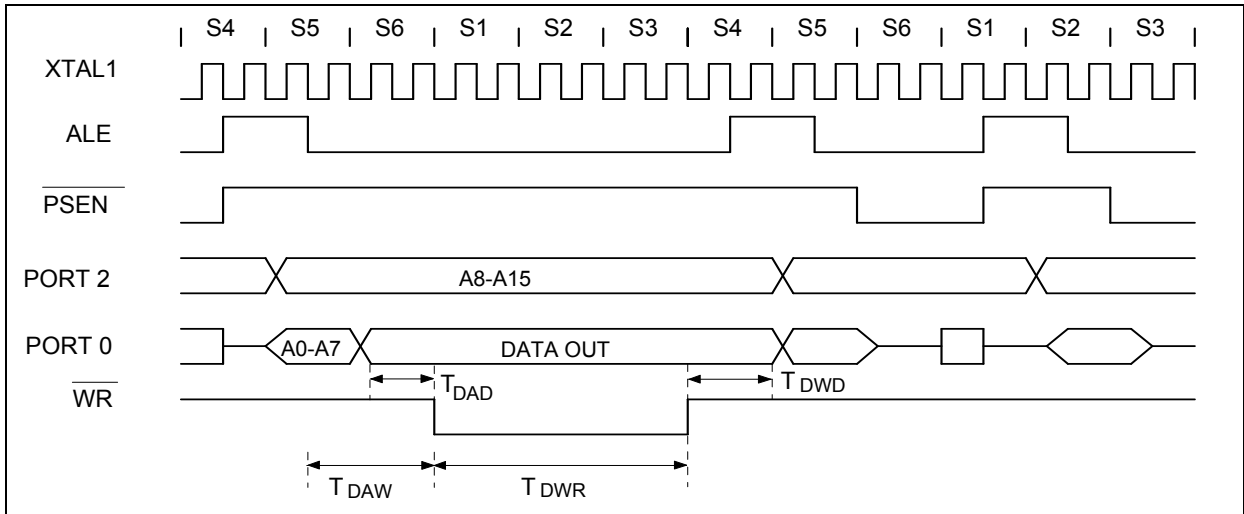 S4 S5 S6 S1 S2 S3 S4 S5 S6 S1 S2 S3
XTAL1
ALE
PSEN
PORT 2 A8-A15
PORT 0 A0-A7 DATA OUT
TDAD TDWD
WR
TDAW TDWR